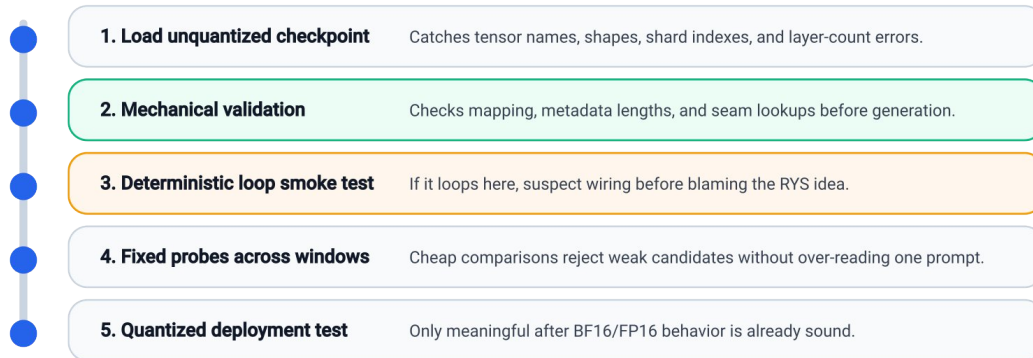 1. Load unquantized checkpoint Catches tensor names, shapes, shard indexes, and layer-count errors.
2. Mechanical validation Checks mapping, metadata lengths, and seam lookups before generation.
3. Deterministic loop smoke test If it loops here, suspect wiring before blaming the RYS idea.
4. Fixed probes across windows Cheap comparisons reject weak candidates without over-reading one prompt.
5. Quantized deployment test Only meaningful after BF16/FP16 behavior is already sound.